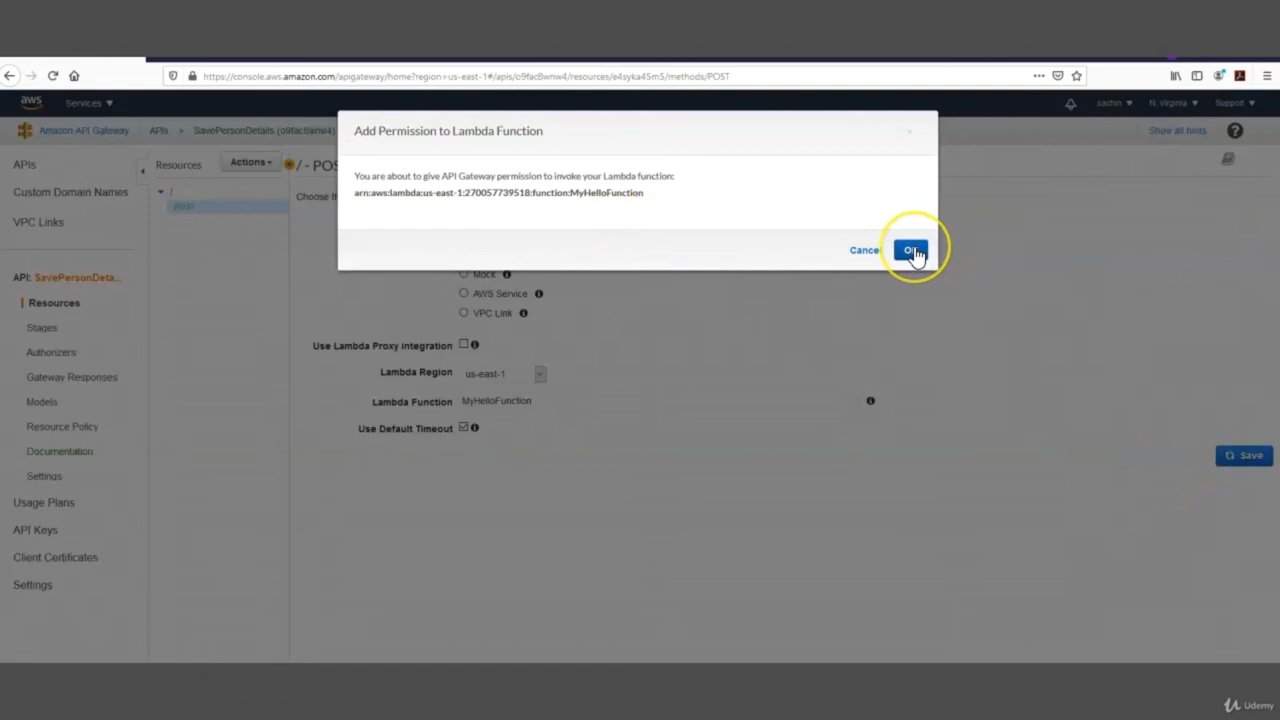 https://console.aws.amazon.com/apigateway/home?region=us-east-1#/apis/o9fac8wnw4/resources/e4syka45m5/methods/POST
aws Services ▼ sachin ▼ N. Virginia ▼ Support ▼
Amazon API Gateway APIs > SavePersonDetails (o9fac8wnw4) Show all hints ?
Add Permission to Lambda Function
You are about to give API Gateway permission to invoke your Lambda function:
arn:aws:lambda:us-east-1:270057739518:function:MyHelloFunction
Cancel
APIs
Custom Domain Names
VPC Links
API: SavePersonDeta...
Resources
Stages
Authorizers
Gateway Responses
Models
Resource Policy
Documentation
Settings
Usage Plans
API Keys
Client Certificates
Settings
Resources Actions ▾
/
POST
/ - POS
Choose th
Mock
AWS Service
VPC Link
Use Lambda Proxy integration
Lambda Region us-east-1
Lambda Function MyHelloFunction
Use Default Timeout
Save
Udemy